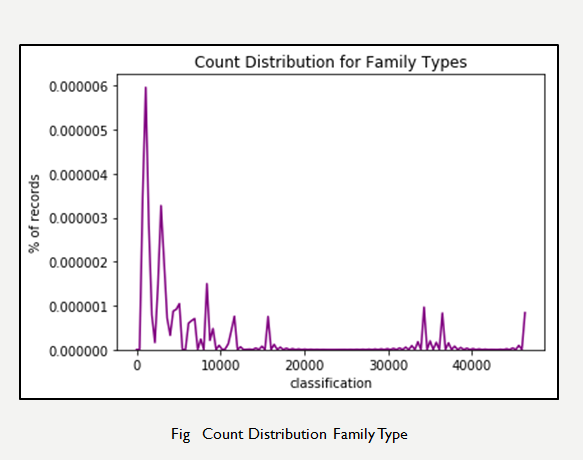 Count Distribution for Family Types
% of records
0.000006
0.000005
0.000004
0.000003
0.000002
0.000001
0.000000
0 10000 20000 30000 40000
classification
Fig Count Distribution Family Type